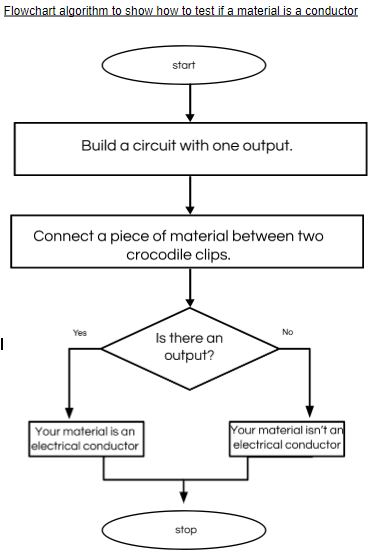 Flowchart algorithm to show how to test if a material is a conductor
start
Build a circuit with one output.
Connect a piece of material between two
crocodile clips.
Is there an
output?
Yes
No
Your material is an
electrical conductor
Your material isn't an
electrical conductor
stop